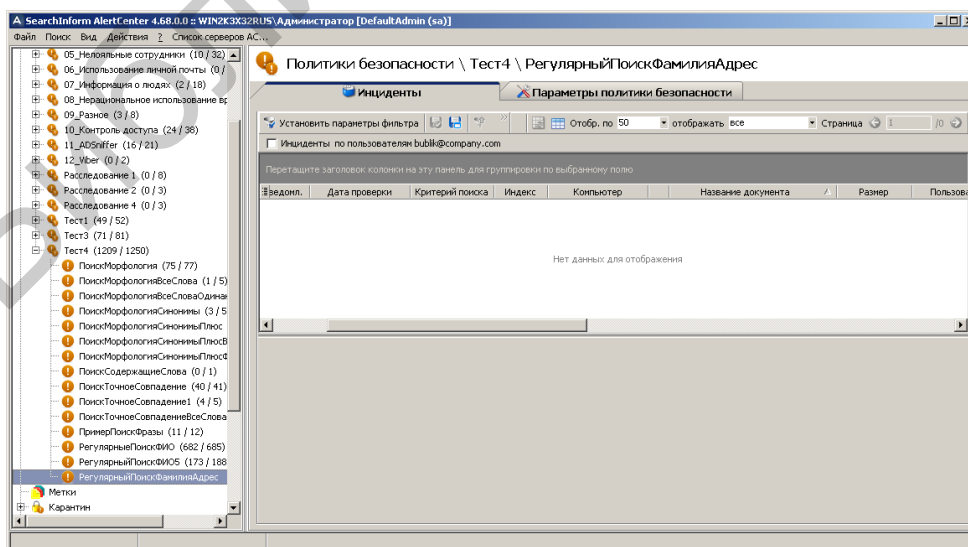 SearchInform AlertCenter 4.68.0.0 :: WIN2K3X32RUS\Администратор [DefaultAdmin (sa)]
Файл Поиск Вид Действия ? Список серверов AC...
05_Нелояльные сотрудники (10 / 32)
06_Использование личной почты (0 /
07_Информация о людях (2 / 18)
08_Нерациональное использование вр
09_Разное (3 / 8)
10_Контроль доступа (24 / 38)
11_ADSniffer (16 / 21)
12_Viber (0 / 2)
Расследование 1 (0 / 8)
Расследование 2 (0 / 3)
Расследование 4 (0 / 3)
Тест1 (49 / 52)
Тест3 (71 / 81)
Тест4 (1209 / 1250)
ПоискМорфология (75 / 77)
ПоискМорфологияВсеСлова (1 / 5)
ПоискМорфологияВсеСловаОдинак
ПоискМорфологияСинонимы (3 / 5
ПоискМорфологияСинонимыПлюс
ПоискМорфологияСинонимыПлюсВ
ПоискМорфологияСинонимыПлюсФ
ПоискСодержащиеСлова (0 / 1)
ПоискТочноеСовпадение (40 / 41)
ПоискТочноеСовпадение1 (4 / 5)
ПоискТочноеСовпадениеВсеСлова
ПримерПоискФразы (11 / 12)
РегулярныеПоискФИО (682 / 685)
РегулярныйПоискФИО5 (173 / 188
РегулярныйПоискФамилияАдрес
Метки
Карантин
Политики безопасности \ Тест4 \ РегулярныйПоискФамилияАдрес
Инциденты Параметры политики безопасности
Установить параметры фильтра Отобр. по 50 отображать все Страница 1 /0
Инциденты по пользователям bublik@company.com
Перетащите заголовок колонки на эту панель для группировки по выбранному полю
ведомл. Дата проверки Критерий поиска Индекс Компьютер Название документа Размер Пользова
Нет данных для отображения